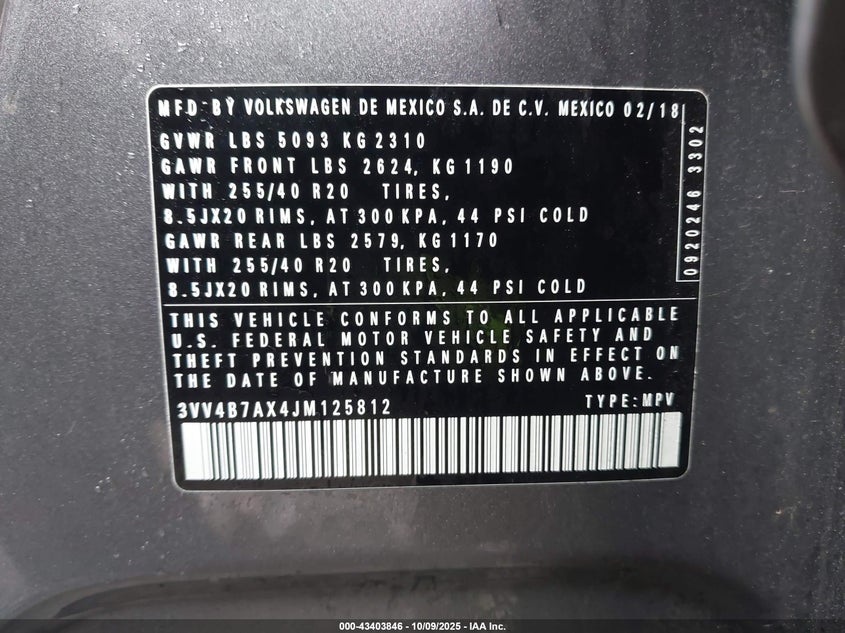 MFD BY VOLKSWAGEN DE MEXICO S.A. DE C.V. MEXICO 02/18
GVWR LBS 5093 KG 2310
GAWR FRONT LBS 2624, KG 1190
WITH 255/40 R20 TIRES,
8.5JX20 RIMS, AT 300 KPA, 44 PSI COLD
GAWR REAR LBS 2579, KG 1170
WITH 255/40 R20 TIRES,
8.5JX20 RIMS, AT 300 KPA, 44 PSI COLD
0920246 3302
THIS VEHICLE CONFORMS TO ALL APPLICABLE
U.S. FEDERAL MOTOR VEHICLE SAFETY AND
THEFT PREVENTION STANDARDS IN EFFECT ON
THE DATE OF MANUFACTURE SHOWN ABOVE.
3VV4B7AX4JM125812 TYPE:MPV
000-43403846 - 10/09/2025 - IAA Inc.